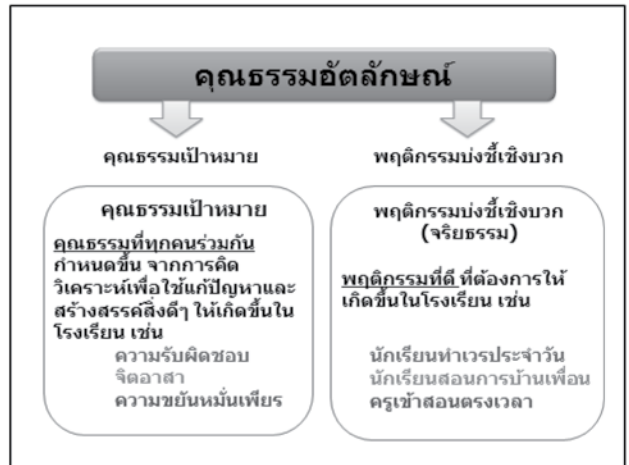 คุณธรรมอัตลักษณ์
คุณธรรมเป้าหมาย
พฤติกรรมบ่งชี้เชิงบวก
คุณธรรมเป้าหมาย
คุณธรรมที่ทุกคนร่วมกัน
กำหนดขึ้น จากการคิด
วิเคราะห์เพื่อใช้แก้ปัญหาและ
สร้างสรรค์สิ่งดีๆ ให้เกิดขึ้นใน
โรงเรียน เช่น
ความรับผิดชอบ
จิตอาสา
ความขยันหมั่นเพียร
พฤติกรรมบ่งชี้เชิงบวก
(จริยธรรม)
พฤติกรรมที่ดี ที่ต้องการให้
เกิดขึ้นในโรงเรียน เช่น
นักเรียนทำเวรประจำวัน
นักเรียนสอนการบ้านเพื่อน
ครูเข้าสอนตรงเวลา